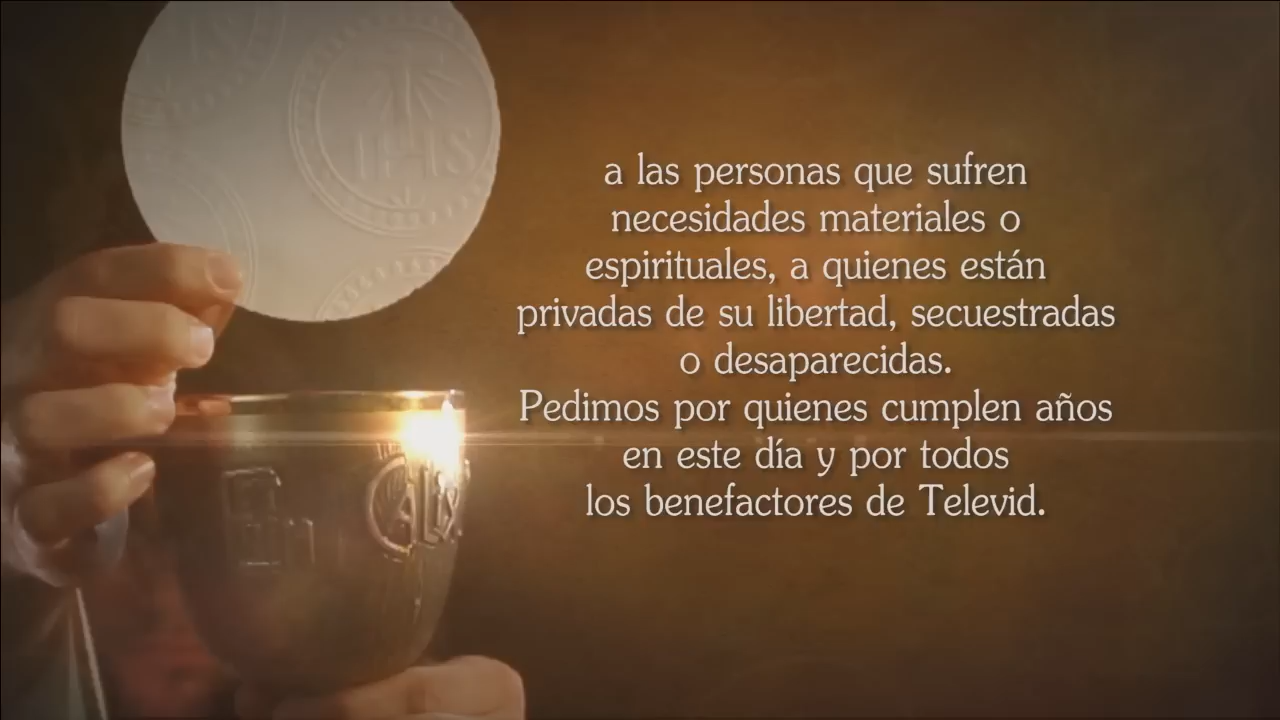 IHS
a las personas que sufren
necesidades materiales o
espirituales, a quienes están
privadas de su libertad, secuestradas
o desaparecidas.
Pedimos por quienes cumplen años
en este día y por todos
los benefactores de Televid.